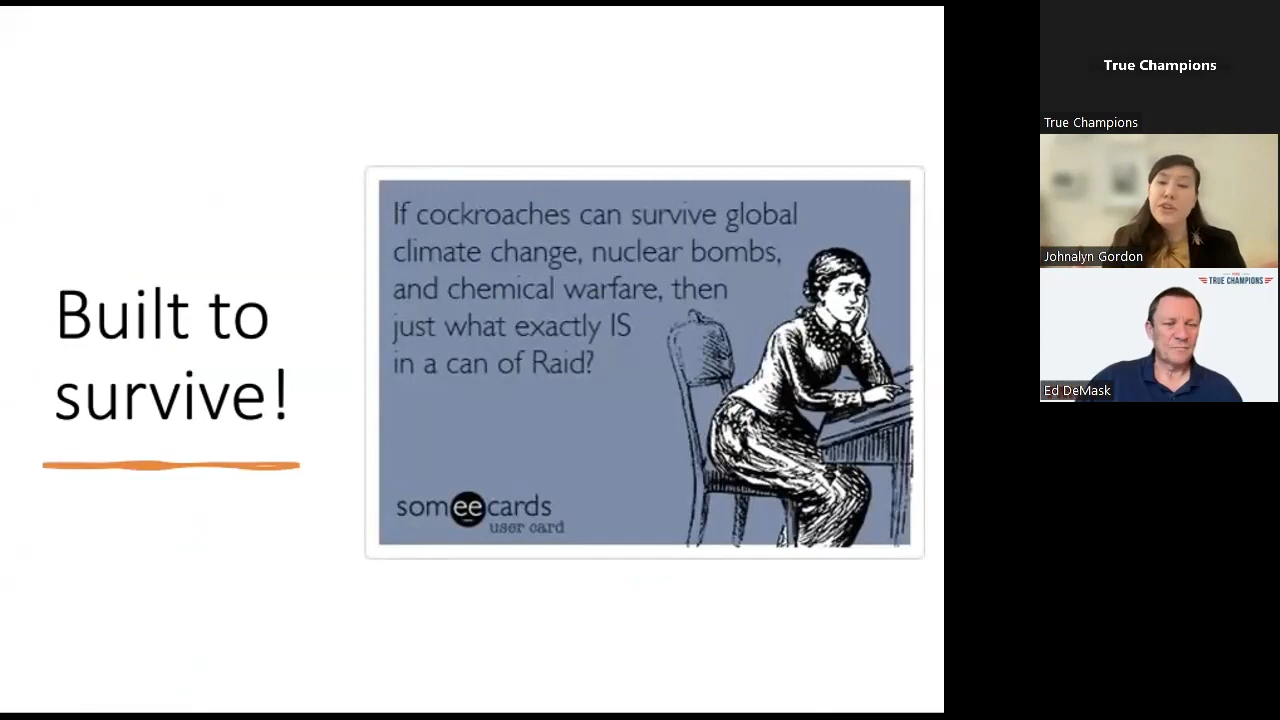 Built to
survive!
If cockroaches can survive global
climate change, nuclear bombs,
and chemical warfare, then
just what exactly IS
in a can of Raid?
someecards
user card
True Champions
True Champions
Johnalyn Gordon
TRUE CHAMPIONS
Ed DeMask